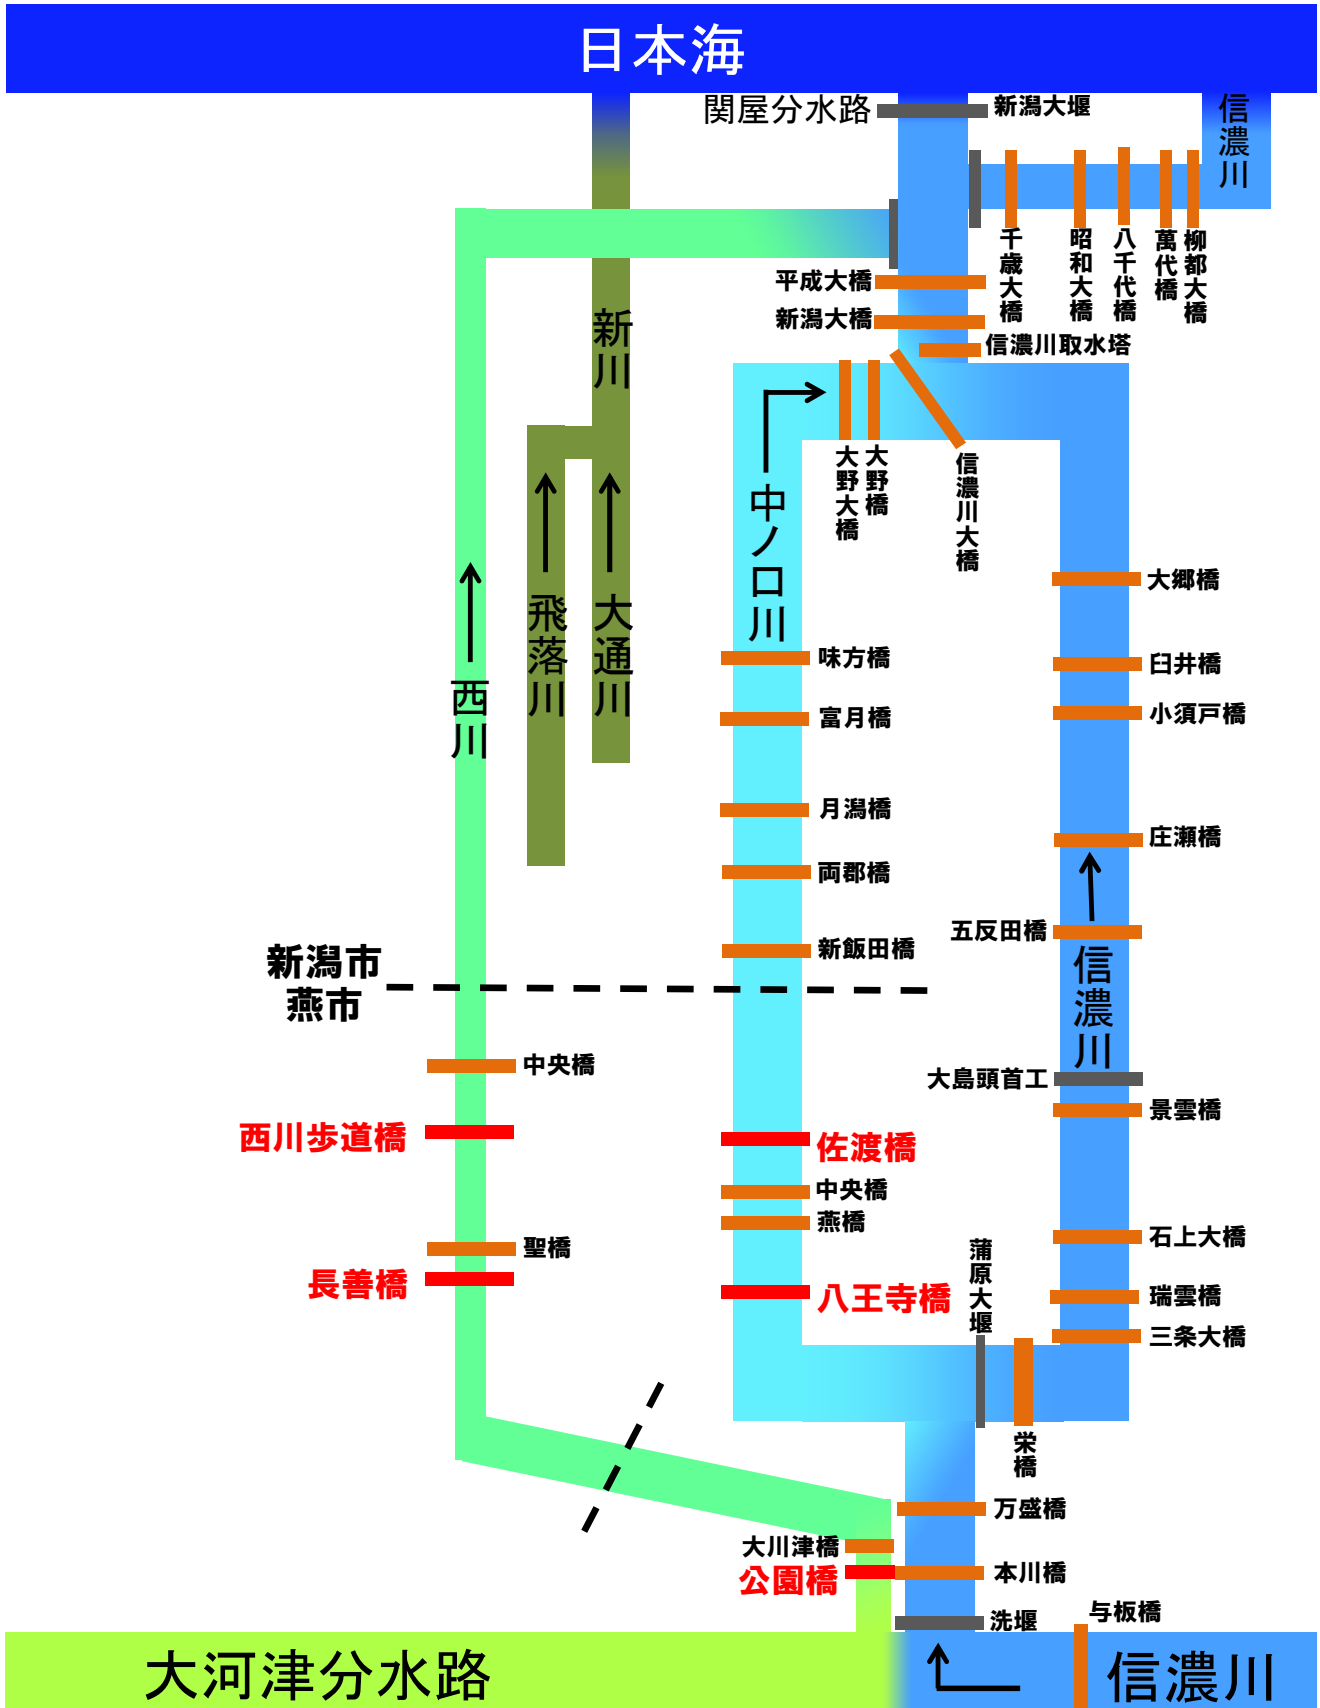 日本海
関屋分水路
新潟大堰
信濃川
千歳大橋
昭和大橋
八千代橋
萬代橋
柳都大橋
平成大橋
新潟大橋
信濃川取水塔
新川
大野大橋
大野橋
信濃川大橋
中ノ口川
飛落川
大通川
西川
大郷橋
味方橋
臼井橋
富月橋
小須戸橋
月潟橋
庄瀬橋
両郡橋
五反田橋
新飯田橋
新潟市
燕市
信濃川
中央橋
大島頭首工
景雲橋
西川歩道橋
佐渡橋
中央橋
燕橋
石上大橋
聖橋
蒲原大堰
長善橋
八王寺橋
瑞雲橋
三条大橋
栄橋
万盛橋
大川津橋
公園橋
本川橋
洗堰
与板橋
大河津分水路
信濃川